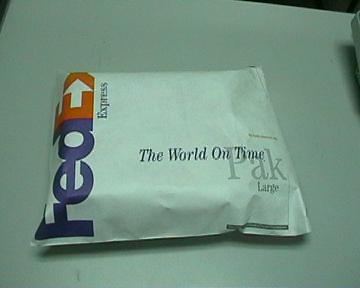 FedEx
Express
The World On Time
Pak
Large